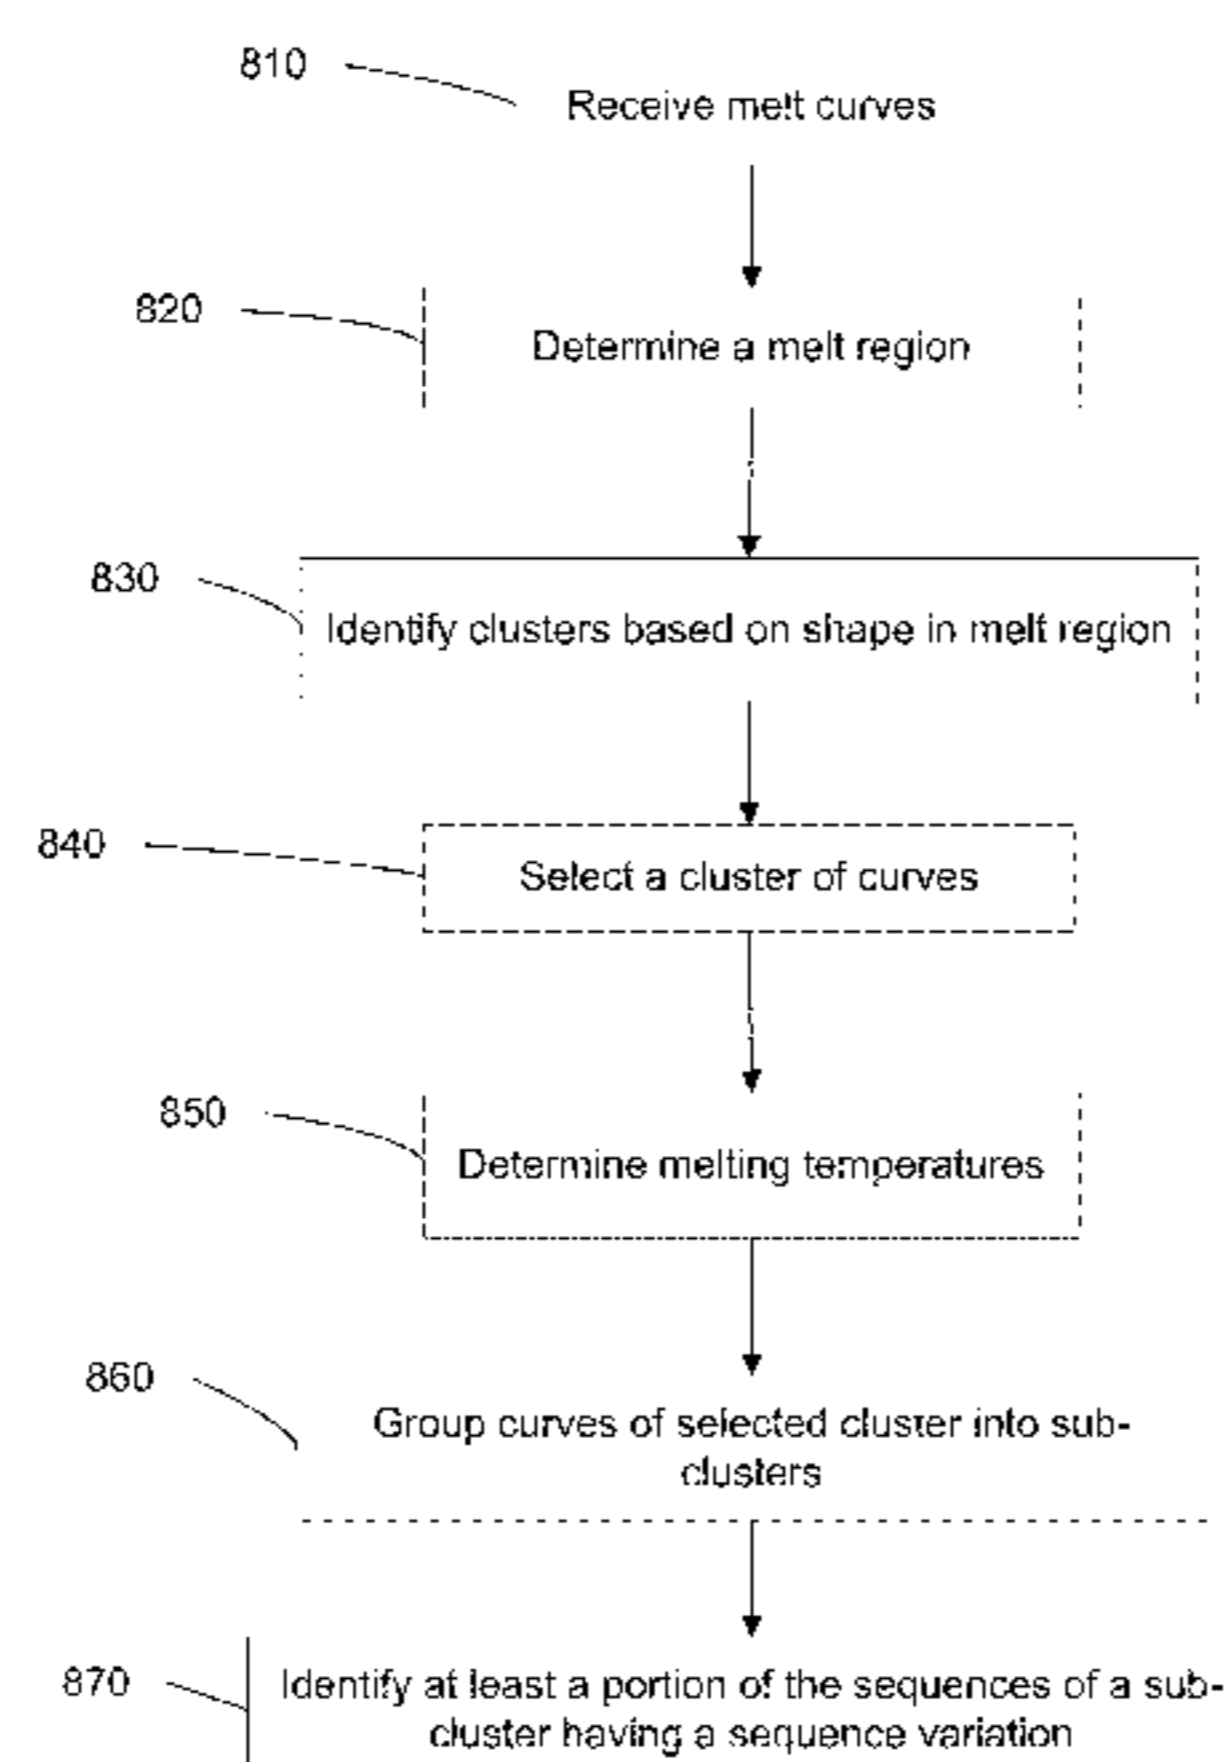 810
Receive melt curves
820
Determine a melt region
830
Identify clusters based on shape in melt region
840
Select a cluster of curves
850
Determine melting temperatures
860
Group curves of selected cluster into sub-
clusters
870
Identify at least a portion of the sequences of a sub-
cluster having a sequence variation